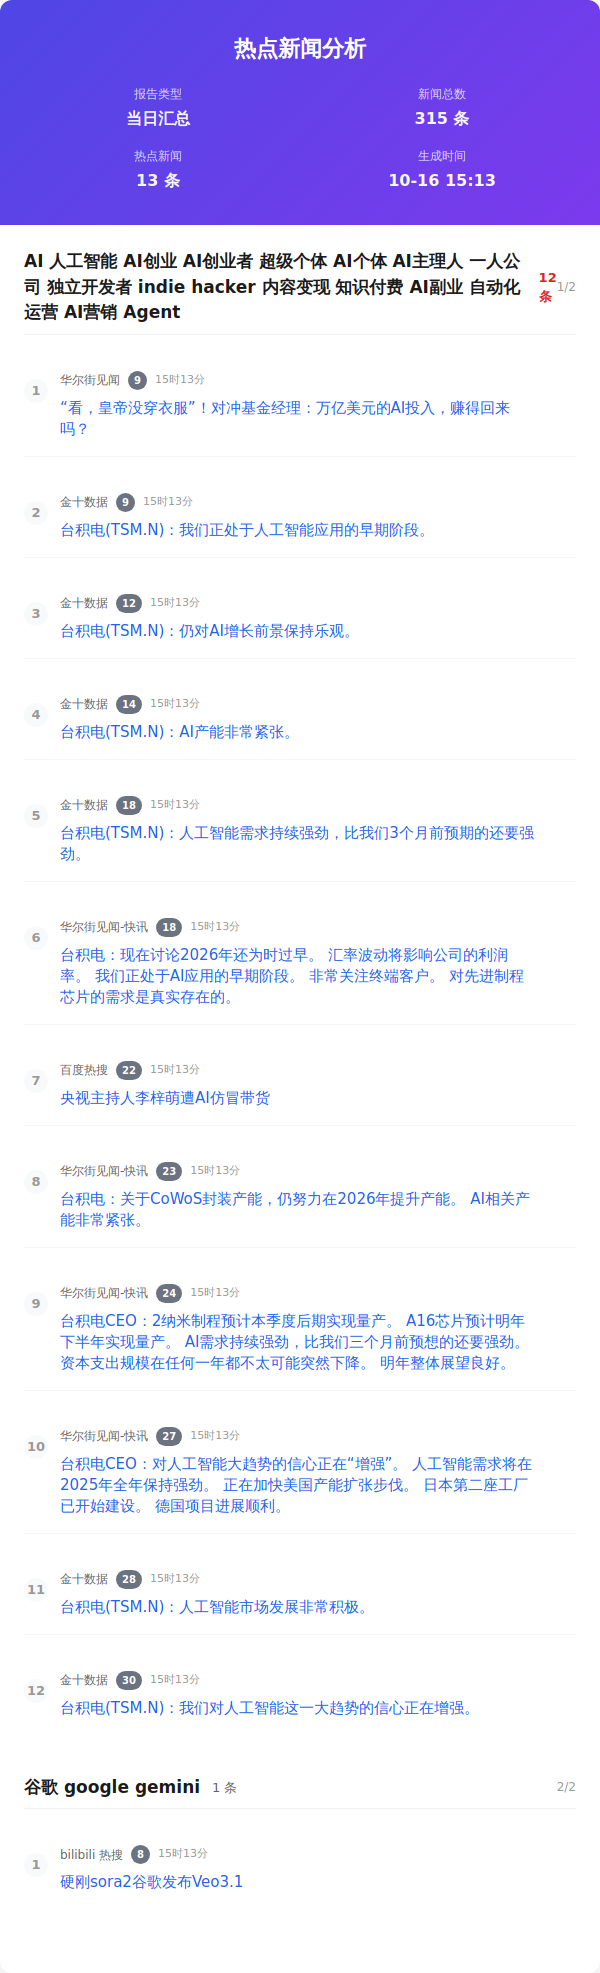 热点新闻分析
报告类型
当日汇总
新闻总数
315 条
热点新闻
13 条
生成时间
10-16 15:13
AI 人工智能 AI创业 AI创业者 超级个体 AI个体 AI主理人 一人公
司 独立开发者 indie hacker 内容变现 知识付费 AI副业 自动化
运营 AI营销 Agent
12
条
1/2
1
华尔街见闻 9 15时13分
“看，皇帝没穿衣服”！对冲基金经理：万亿美元的AI投入，赚得回来
吗？
2
金十数据 9 15时13分
台积电(TSM.N)：我们正处于人工智能应用的早期阶段。
3
金十数据 12 15时13分
台积电(TSM.N)：仍对AI增长前景保持乐观。
4
金十数据 14 15时13分
台积电(TSM.N)：AI产能非常紧张。
5
金十数据 18 15时13分
台积电(TSM.N)：人工智能需求持续强劲，比我们3个月前预期的还要强
劲。
6
华尔街见闻-快讯 18 15时13分
台积电：现在讨论2026年还为时过早。 汇率波动将影响公司的利润
率。 我们正处于AI应用的早期阶段。 非常关注终端客户。 对先进制程
芯片的需求是真实存在的。
7
百度热搜 22 15时13分
央视主持人李梓萌遭AI仿冒带货
8
华尔街见闻-快讯 23 15时13分
台积电：关于CoWoS封装产能，仍努力在2026年提升产能。 AI相关产
能非常紧张。
9
华尔街见闻-快讯 24 15时13分
台积电CEO：2纳米制程预计本季度后期实现量产。 A16芯片预计明年
下半年实现量产。 AI需求持续强劲，比我们三个月前预想的还要强劲。
资本支出规模在任何一年都不太可能突然下降。 明年整体展望良好。
10
华尔街见闻-快讯 27 15时13分
台积电CEO：对人工智能大趋势的信心正在“增强”。 人工智能需求将在
2025年全年保持强劲。 正在加快美国产能扩张步伐。 日本第二座工厂
已开始建设。 德国项目进展顺利。
11
金十数据 28 15时13分
台积电(TSM.N)：人工智能市场发展非常积极。
12
金十数据 30 15时13分
台积电(TSM.N)：我们对人工智能这一大趋势的信心正在增强。
谷歌 google gemini 1 条 2/2
1
bilibili 热搜 8 15时13分
硬刚sora2谷歌发布Veo3.1